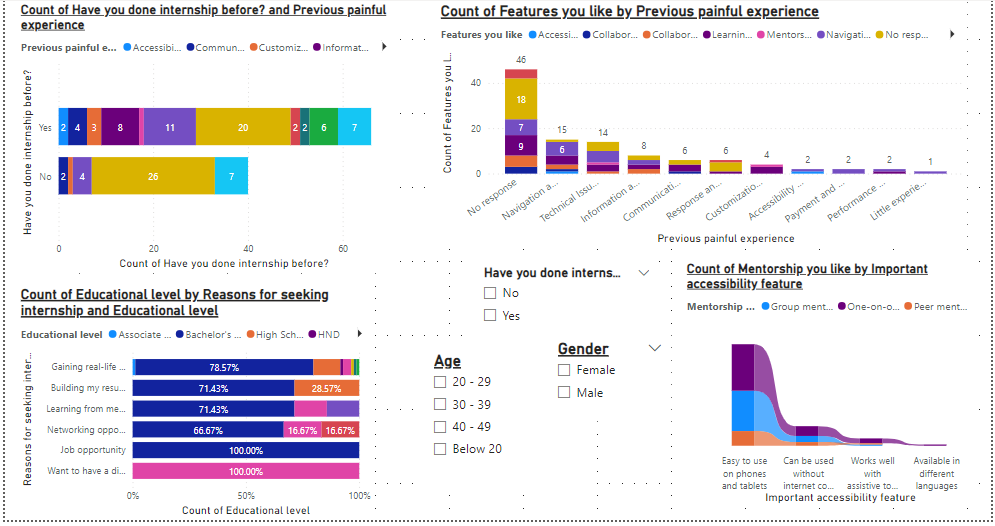 Count of Have you done internship before? and Previous painful
experience
Previous painful e... Accessibi... Commun... Customiz... Informat...
Have you done internship before?
Yes
2 4 3 8 11 20 2 2 6 7
No
2 4 26 7
0 20 40 60
Count of Have you done internship before?
Count of Features you like by Previous painful experience
Features you like Accessi... Collabor... Collabor... Learnin... Mentors... Navigati... No resp...
Count of Features you l...
40
20
0
46
18
7
9
15
6
14
8
6
6
4
2
2
2
1
No response
Navigation a...
Technical Issu...
Information a...
Communicati...
Response an...
Customizatio...
Accessibility ...
Payment and ...
Performance ...
Little experie...
Previous painful experience
Count of Educational level by Reasons for seeking
internship and Educational level
Educational level Associate ... Bachelor's ... High Sch... HND
Reasons for seeking inter...
Gaining real-life ... 78.57%
Building my resu... 71.43% 28.57%
Learning from me... 71.43%
Networking oppo... 66.67% 16.67% 16.67%
Job opportunity 100.00%
Want to have a di... 100.00%
0% 50% 100%
Count of Educational level
Have you done interns...
No
Yes
Age
20 - 29
30 - 39
40 - 49
Below 20
Gender
Female
Male
Count of Mentorship you like by Important
accessibility feature
Mentorship ... Group ment... One-on-o... Peer ment...
Easy to use
on phones
and tablets
Can be used
without
internet co...
Works well
with
assistive to...
Available in
different
languages
Important accessibility feature